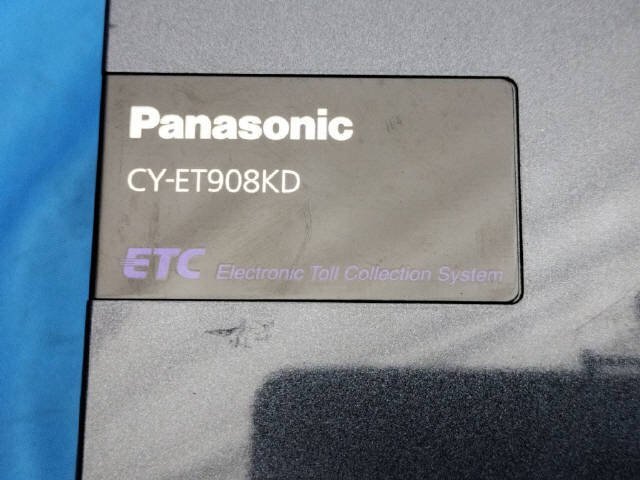 Panasonic
CY-ET908KD
ETC Electronic Toll Collection System